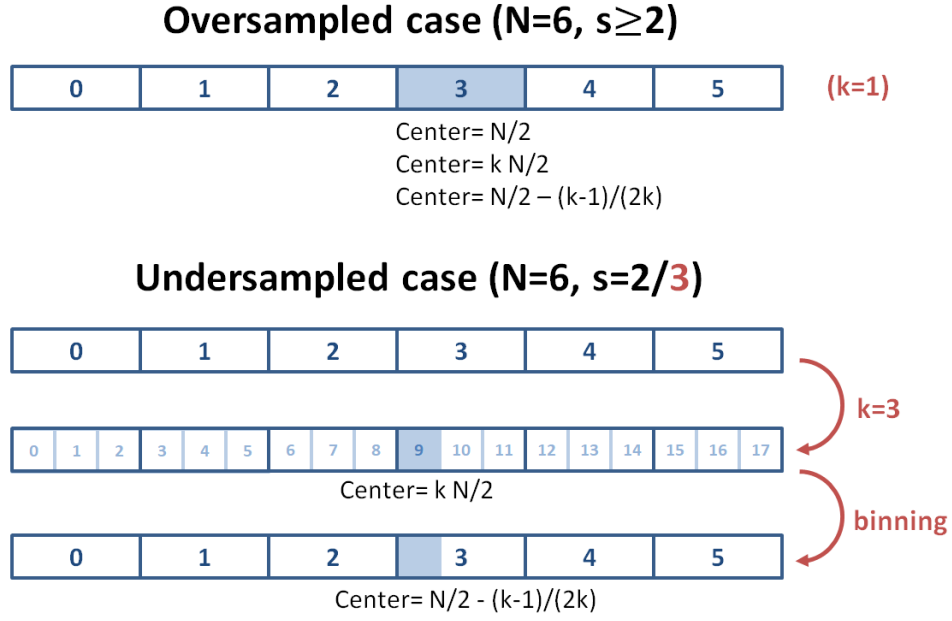 Oversampled case (N=6, s≥2)
0 1 2 3 4 5 (k=1)
Center= N/2
Center= k N/2
Center= N/2 – (k-1)/(2k)
Undersampled case (N=6, s=2/3)
0 1 2 3 4 5
k=3
0 1 2 3 4 5 6 7 8 9 10 11 12 13 14 15 16 17
Center= k N/2
binning
0 1 2 3 4 5
Center= N/2 - (k-1)/(2k)